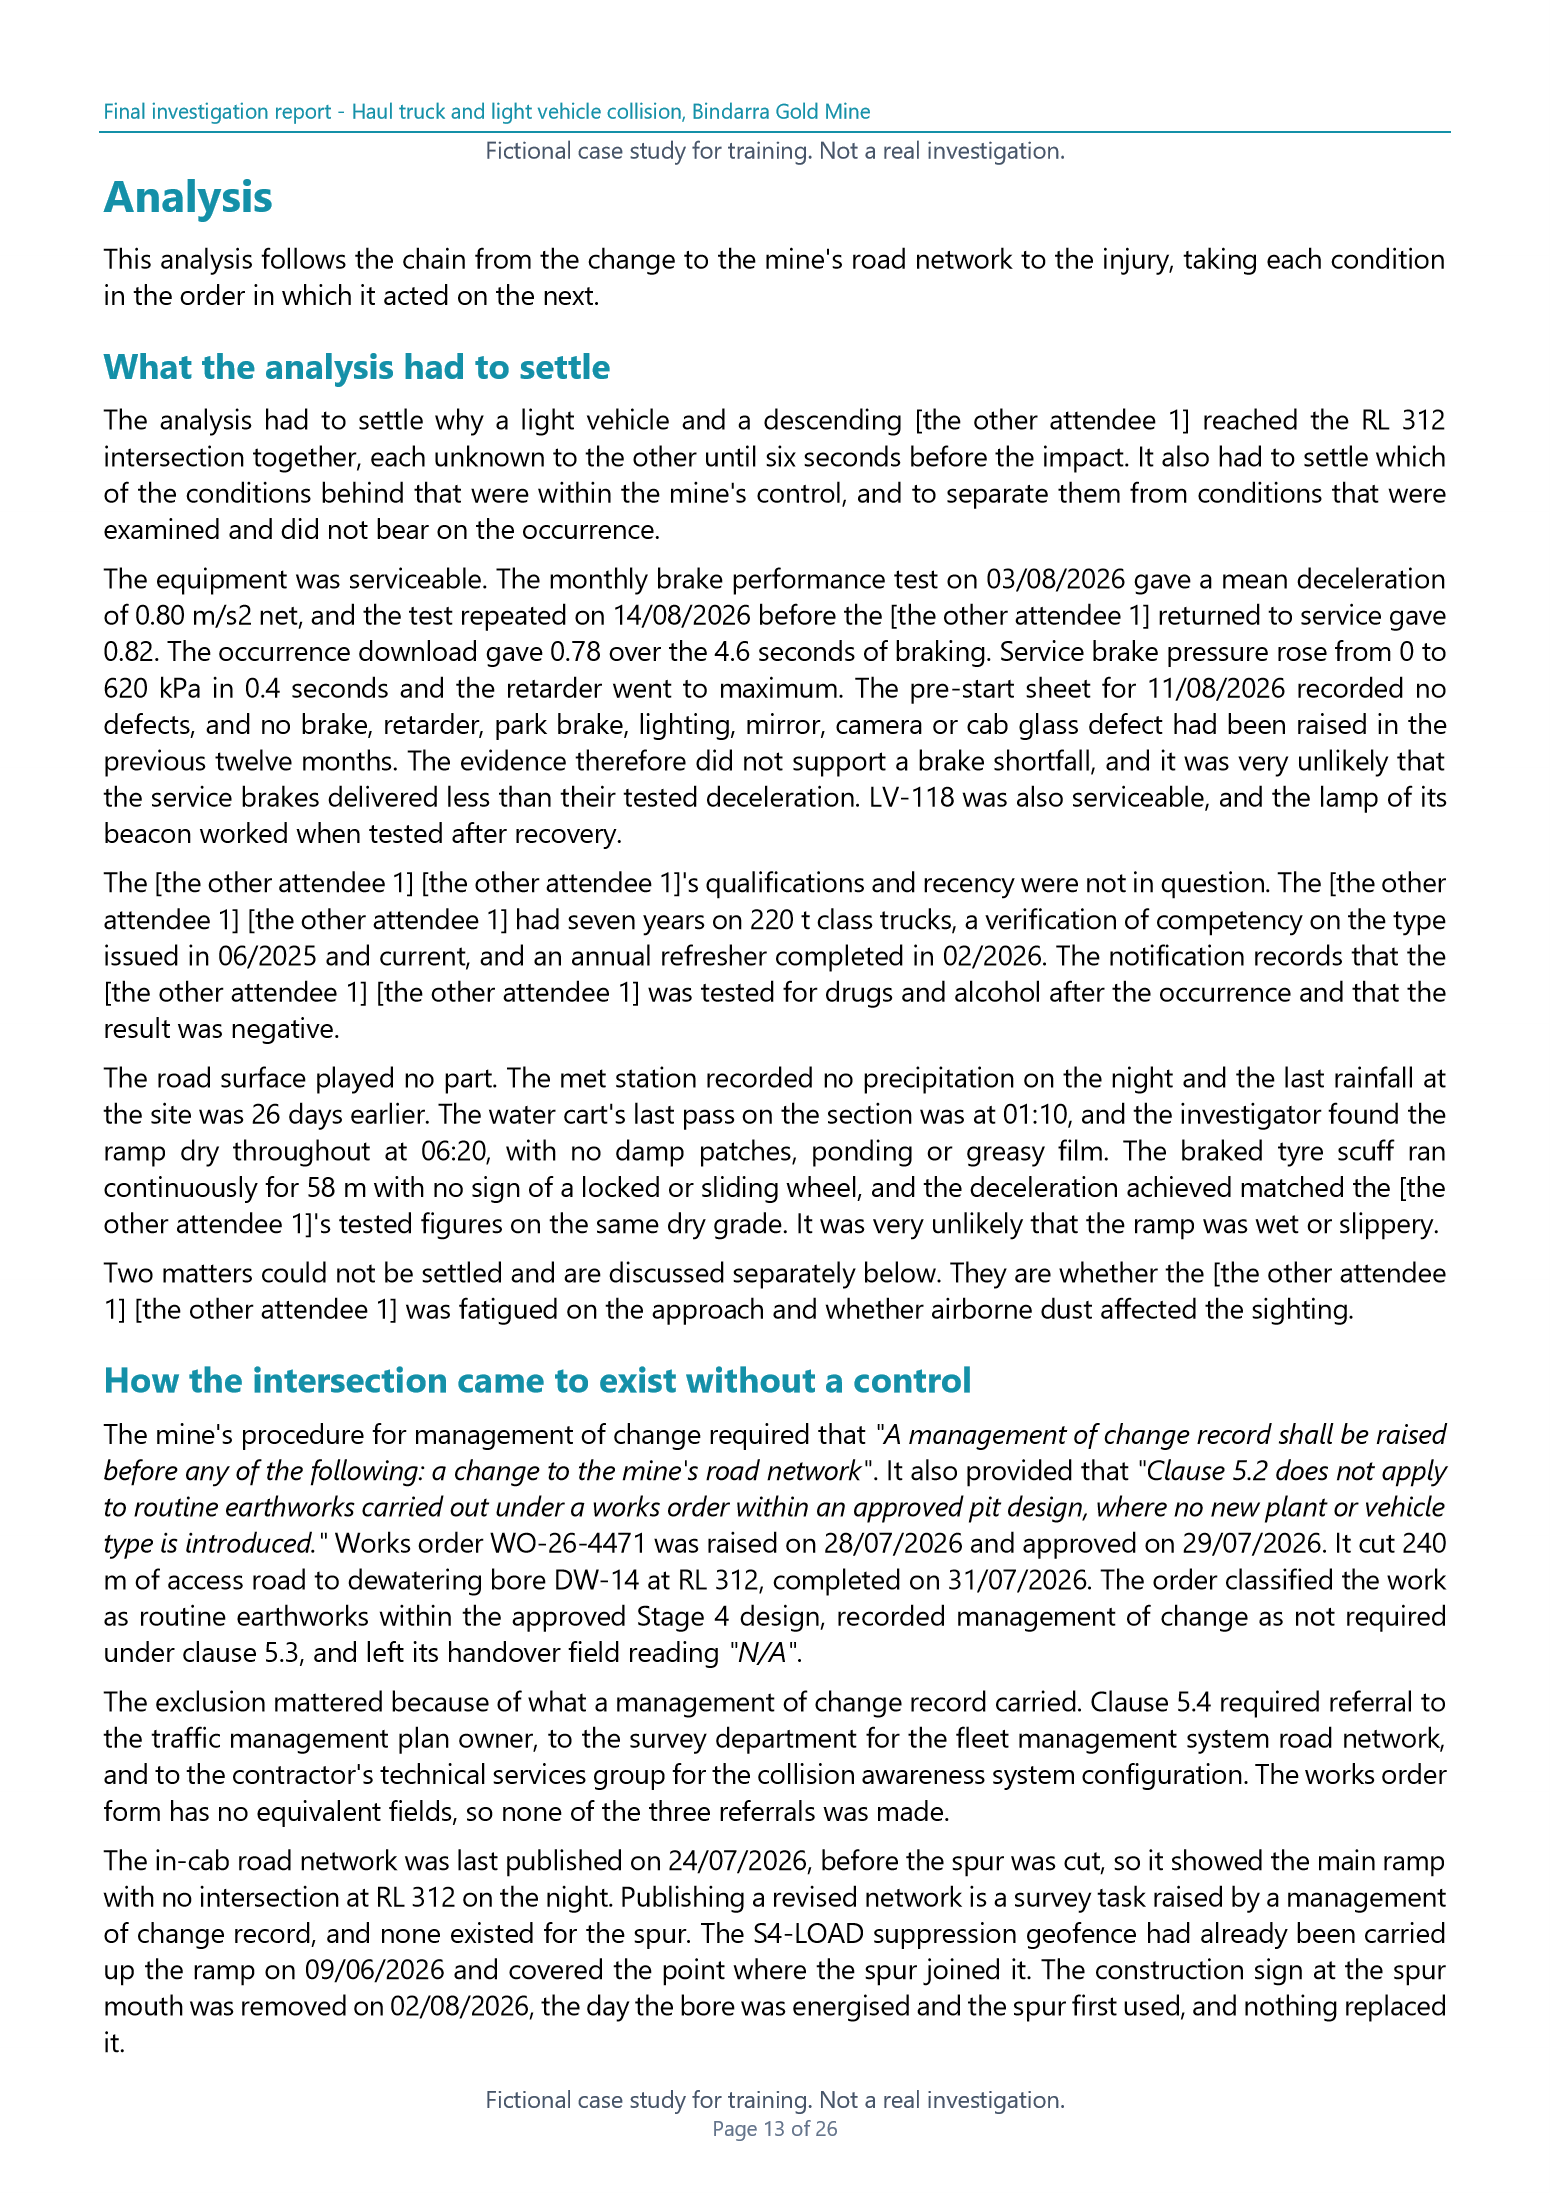 Final investigation report - Haul truck and light vehicle collision, Bindarra Gold Mine
Fictional case study for training. Not a real investigation.
Analysis
This analysis follows the chain from the change to the mine's road network to the injury, taking each condition
in the order in which it acted on the next.
What the analysis had to settle
The analysis had to settle why a light vehicle and a descending [the other attendee 1] reached the RL 312
intersection together, each unknown to the other until six seconds before the impact. It also had to settle which
of the conditions behind that were within the mine's control, and to separate them from conditions that were
examined and did not bear on the occurrence.
The equipment was serviceable. The monthly brake performance test on 03/08/2026 gave a mean deceleration
of 0.80 m/s2 net, and the test repeated on 14/08/2026 before the [the other attendee 1] returned to service gave
0.82. The occurrence download gave 0.78 over the 4.6 seconds of braking. Service brake pressure rose from 0 to
620 kPa in 0.4 seconds and the retarder went to maximum. The pre-start sheet for 11/08/2026 recorded no
defects, and no brake, retarder, park brake, lighting, mirror, camera or cab glass defect had been raised in the
previous twelve months. The evidence therefore did not support a brake shortfall, and it was very unlikely that
the service brakes delivered less than their tested deceleration. LV-118 was also serviceable, and the lamp of its
beacon worked when tested after recovery.
The [the other attendee 1] [the other attendee 1]'s qualifications and recency were not in question. The [the other
attendee 1] [the other attendee 1] had seven years on 220 t class trucks, a verification of competency on the type
issued in 06/2025 and current, and an annual refresher completed in 02/2026. The notification records that the
[the other attendee 1] [the other attendee 1] was tested for drugs and alcohol after the occurrence and that the
result was negative.
The road surface played no part. The met station recorded no precipitation on the night and the last rainfall at
the site was 26 days earlier. The water cart's last pass on the section was at 01:10, and the investigator found the
ramp dry throughout at 06:20, with no damp patches, ponding or greasy film. The braked tyre scuff ran
continuously for 58 m with no sign of a locked or sliding wheel, and the deceleration achieved matched the [the
other attendee 1]'s tested figures on the same dry grade. It was very unlikely that the ramp was wet or slippery.
Two matters could not be settled and are discussed separately below. They are whether the [the other attendee
1] [the other attendee 1] was fatigued on the approach and whether airborne dust affected the sighting.
How the intersection came to exist without a control
The mine's procedure for management of change required that "A management of change record shall be raised
before any of the following: a change to the mine's road network". It also provided that "Clause 5.2 does not apply
to routine earthworks carried out under a works order within an approved pit design, where no new plant or vehicle
type is introduced." Works order WO-26-4471 was raised on 28/07/2026 and approved on 29/07/2026. It cut 240
m of access road to dewatering bore DW-14 at RL 312, completed on 31/07/2026. The order classified the work
as routine earthworks within the approved Stage 4 design, recorded management of change as not required
under clause 5.3, and left its handover field reading "N/A".
The exclusion mattered because of what a management of change record carried. Clause 5.4 required referral to
the traffic management plan owner, to the survey department for the fleet management system road network,
and to the contractor's technical services group for the collision awareness system configuration. The works order
form has no equivalent fields, so none of the three referrals was made.
The in-cab road network was last published on 24/07/2026, before the spur was cut, so it showed the main ramp
with no intersection at RL 312 on the night. Publishing a revised network is a survey task raised by a management
of change record, and none existed for the spur. The S4-LOAD suppression geofence had already been carried
up the ramp on 09/06/2026 and covered the point where the spur joined it. The construction sign at the spur
mouth was removed on 02/08/2026, the day the bore was energised and the spur first used, and nothing replaced
it.
Fictional case study for training. Not a real investigation.
Page 13 of 26